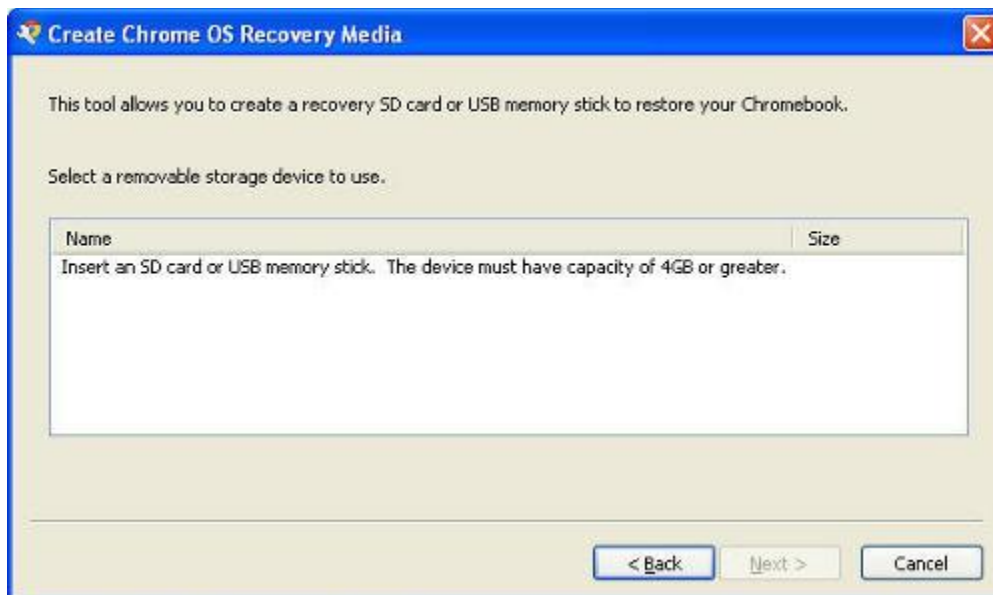 Create Chrome OS Recovery Media
This tool allows you to create a recovery SD card or USB memory stick to restore your Chromebook.
Select a removable storage device to use.
Name Size
Insert an SD card or USB memory stick. The device must have capacity of 4GB or greater.
< Back Next > Cancel